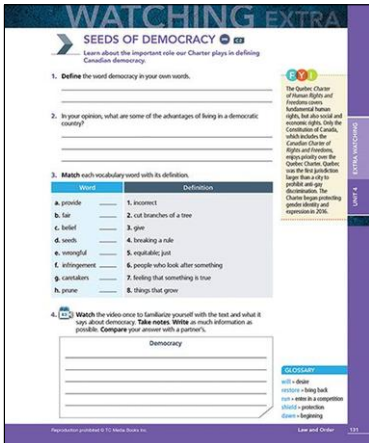 WATCHING EXTRA
SEEDS OF DEMOCRACY
Learn about the important role our Charter plays in defining
Canadian democracy.
1. Define the word democracy in your own words.
2. In your opinion, what are some of the advantages of living in a democratic
country?
3. Match each vocabulary word with its definition.
Word Definition
a. provide 1. incorrect
b. fair 2. cut branches of a tree
c. belief 3. give
d. seeds 4. breaking a rule
e. wrongful 5. equitable; just
f. infringement 6. people who look after something
g. caretakers 7. feeling that something is true
h. prune 8. things that grow
4. Watch the video once to familiarize yourself with the text and what it
says about democracy. Take notes. Write as much information as
possible. Compare your answer with a partner's.
Democracy
FYI
The Quebec Charter
of Human Rights and
Freedoms covers
fundamental human
rights, but also social and
economic rights. Only the
Constitution of Canada,
which includes the
Canadian Charter of
Rights and Freedoms,
enjoys priority over the
Quebec Charter. Quebec
was the first jurisdiction
larger than a city to
prohibit anti-gay
discrimination. The
Charter began protecting
gender identity and
expression in 2016.
EXTRA WATCHING
UNIT 4
GLOSSARY
will = desire
restore = bring back
run = enter in a competition
shield = protection
dawn = beginning
Reproduction prohibited © TC Media Books Inc.
Law and Order 131